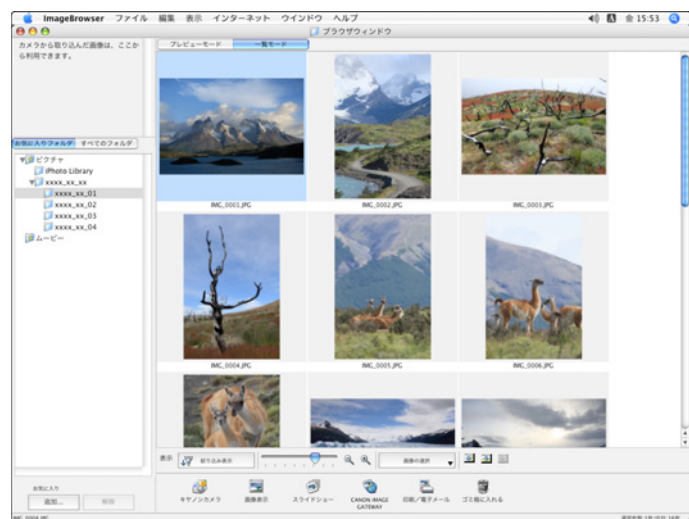 ImageBrowser ファイル 編集 表示 インターネット ウインドウ ヘルプ
金 15:53
ブラウザウィンドウ
カメラから取り込んだ画像は、ここか
ら利用できます。
プレビューモード 一覧モード
お気に入りフォルダ すべてのフォルダ
ピクチャ
iPhoto Library
xxxx_xx_xx
xxxx_xx_01
xxxx_xx_02
xxxx_xx_03
xxxx_xx_04
ムービー
IMG_0001.JPG
IMG_0002.JPG
IMG_0003.JPG
IMG_0004.JPG
IMG_0005.JPG
IMG_0006.JPG
表示 絞り込み表示 画像の選択
お気に入り
追加... 解除
キヤノンカメラ 画像表示 スライドショー CANON iMAGE GATEWAY 印刷／電子メール ゴミ箱に入れる